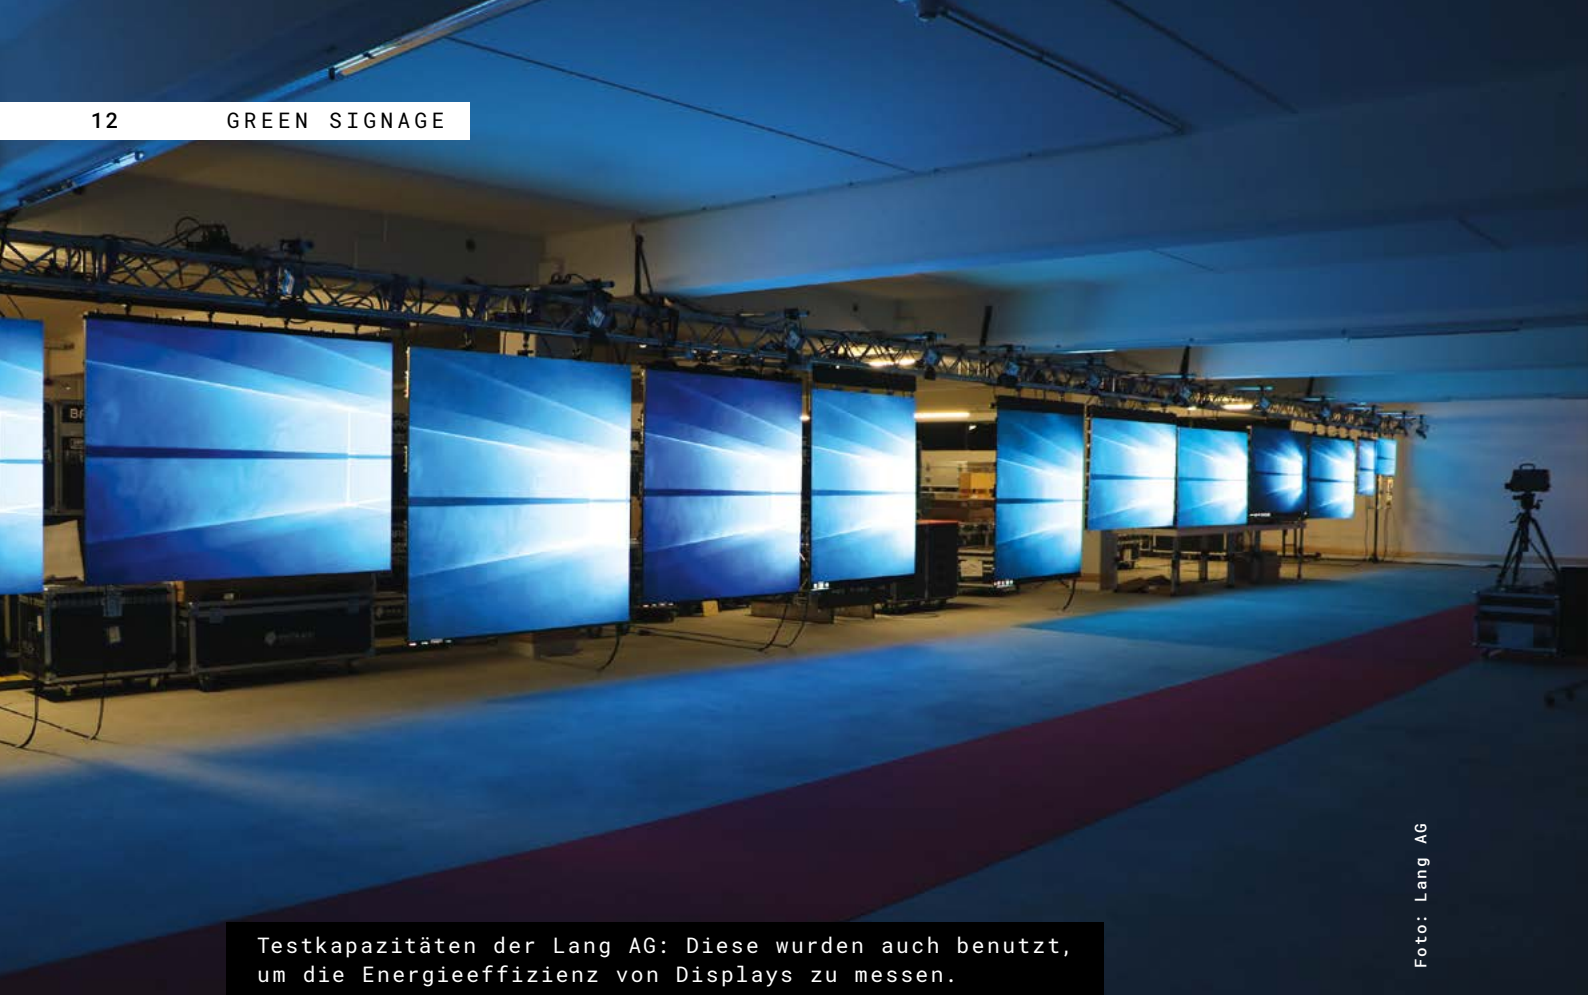 12 GREEN SIGNAGE
Testkapazitäten der Lang AG: Diese wurden auch benutzt,
um die Energieeffizienz von Displays zu messen.
Foto: Lang AG